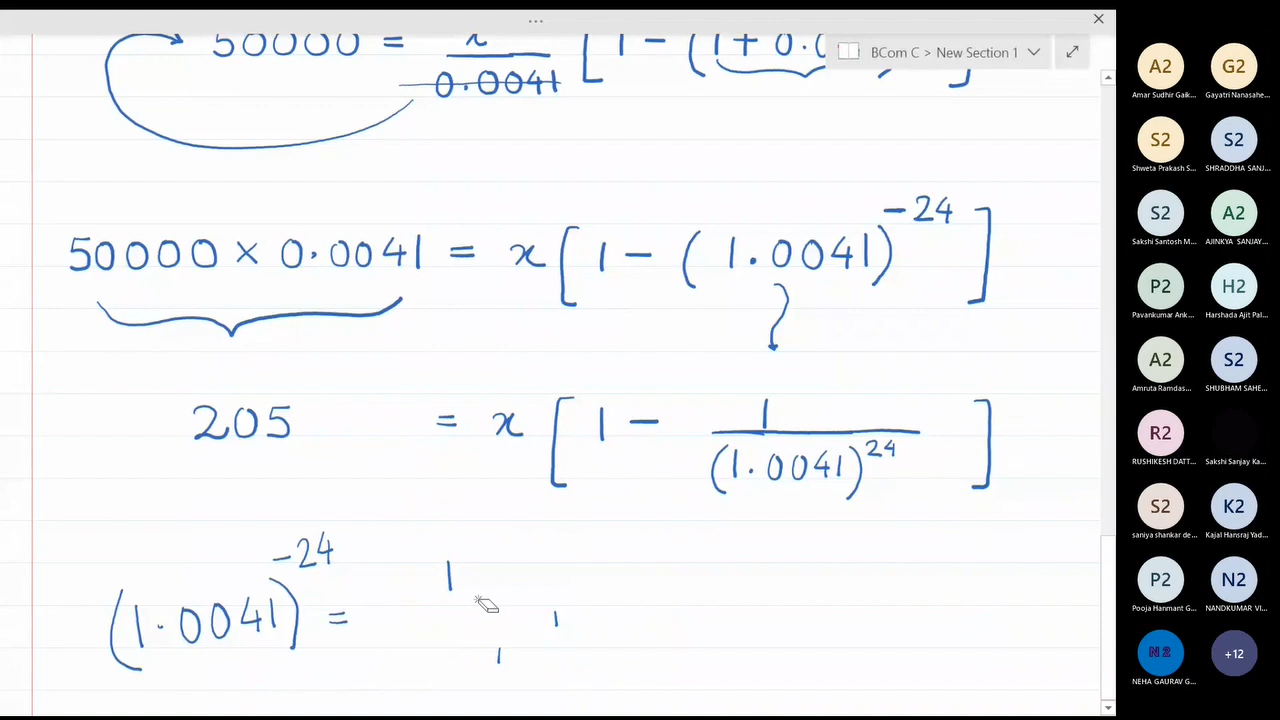 BCom C > New Section 1
50000 = x / 0.0041 [ 1 - ( 1 + 0.0
50000 × 0.0041 = x [ 1 - ( 1.0041 )^-24 ]
205 = x [ 1 - 1 / (1.0041)^24 ]
(1.0041)^-24 = 1
A2 G2
Amar Sudhir Gaik... Gayatri Nanasahe...
S2 S2
Shweta Prakash S... SHRADDHA SANJ...
S2 A2
Sakshi Santosh M... AJINKYA SANJAY...
P2 H2
Pavankumar Ank... Harshada Ajit Pal...
A2 S2
Amruta Ramdas... SHUBHAM SAHE...
R2
RUSHIKESH DATT... Sakshi Sanjay Ka...
S2 K2
saniya shankar de... Kajal Hansraj Yad...
P2 N2
Pooja Hanmant G... NANDKUMAR VI...
N2 +12
NEHA GAURAV G...